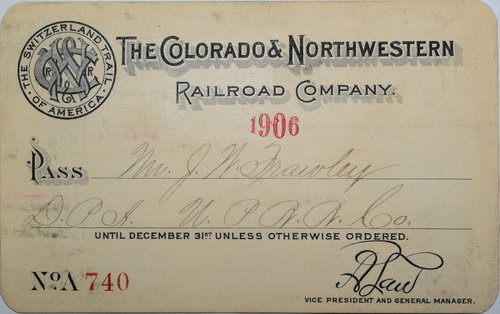 THE SWITZERLAND TRAIL
OF AMERICA.
R R
THE COLORADO & NORTHWESTERN
RAILROAD COMPANY.
1906
PASS Mr. J. W. Frawley
D. P. A. U. P. R. R. Co.
UNTIL DECEMBER 31ST UNLESS OTHERWISE ORDERED.
No. A 740
VICE PRESIDENT AND GENERAL MANAGER.